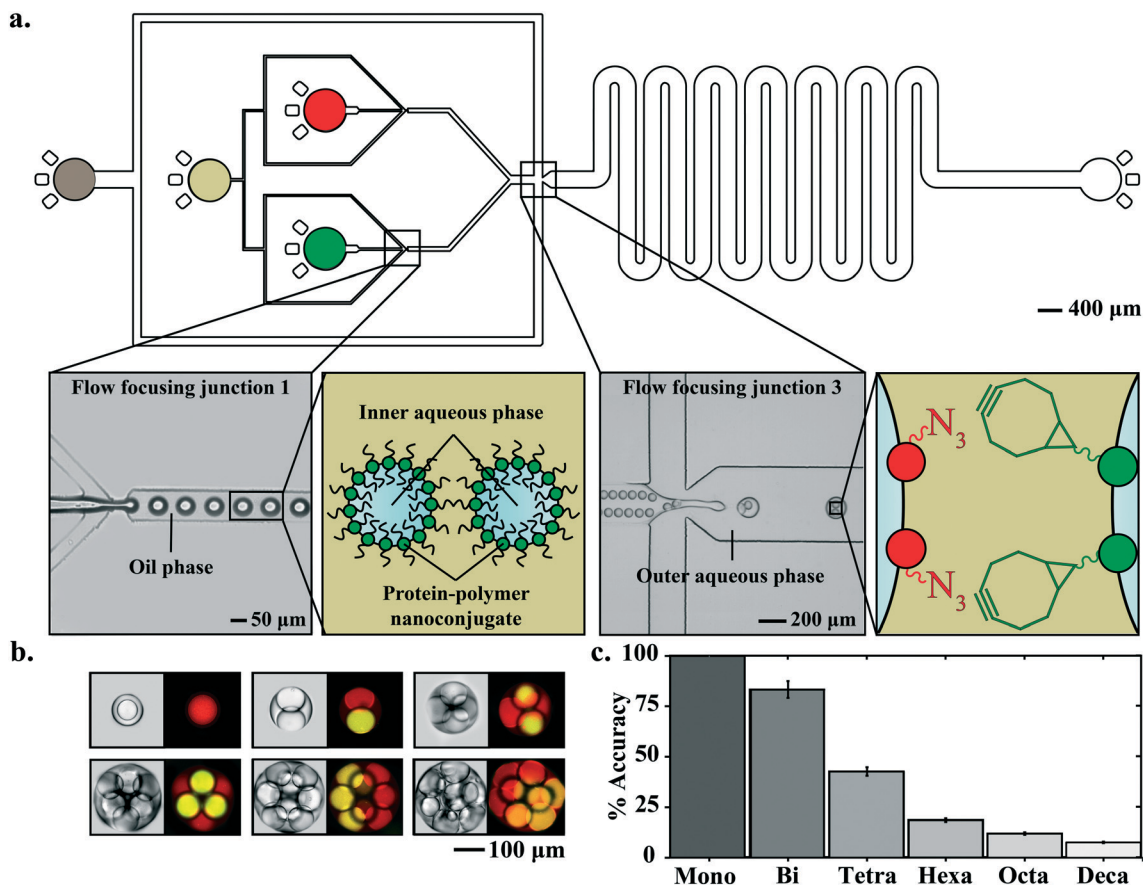 a.
400 µm
Flow focusing junction 1
Oil phase
50 µm
Inner aqueous phase
Protein-polymer
nanoconjugate
Flow focusing junction 3
Outer aqueous phase
200 µm
N3
N3
b.
100 µm
c.
% Accuracy
100
75
50
25
0
Mono Bi Tetra Hexa Octa Deca